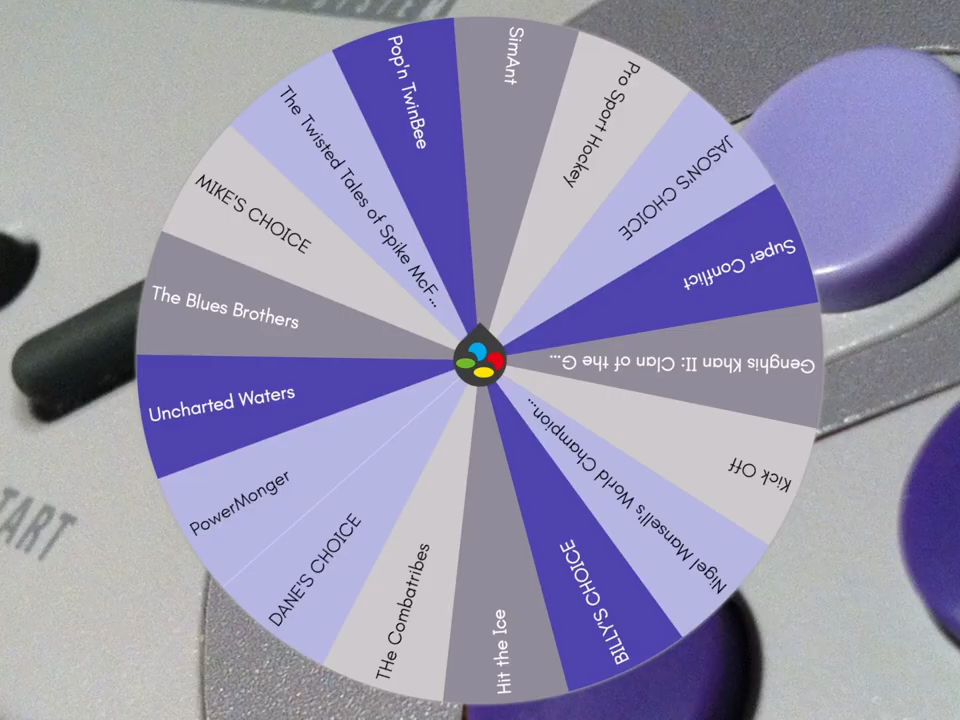 SYSTEM
SimAnt
Pro Sport Hockey
JASON'S CHOICE
Super Conflict
Genghis Khan II: Clan of the G...
Kick Off
Nigel Mansell's World Champion...
BILLY'S CHOICE
Hit the Ice
THe Combatribes
DANE'S CHOICE
PowerMonger
Uncharted Waters
The Blues Brothers
MIKE'S CHOICE
The Twisted Tales of Spike McF...
Pop'n TwinBee
TART